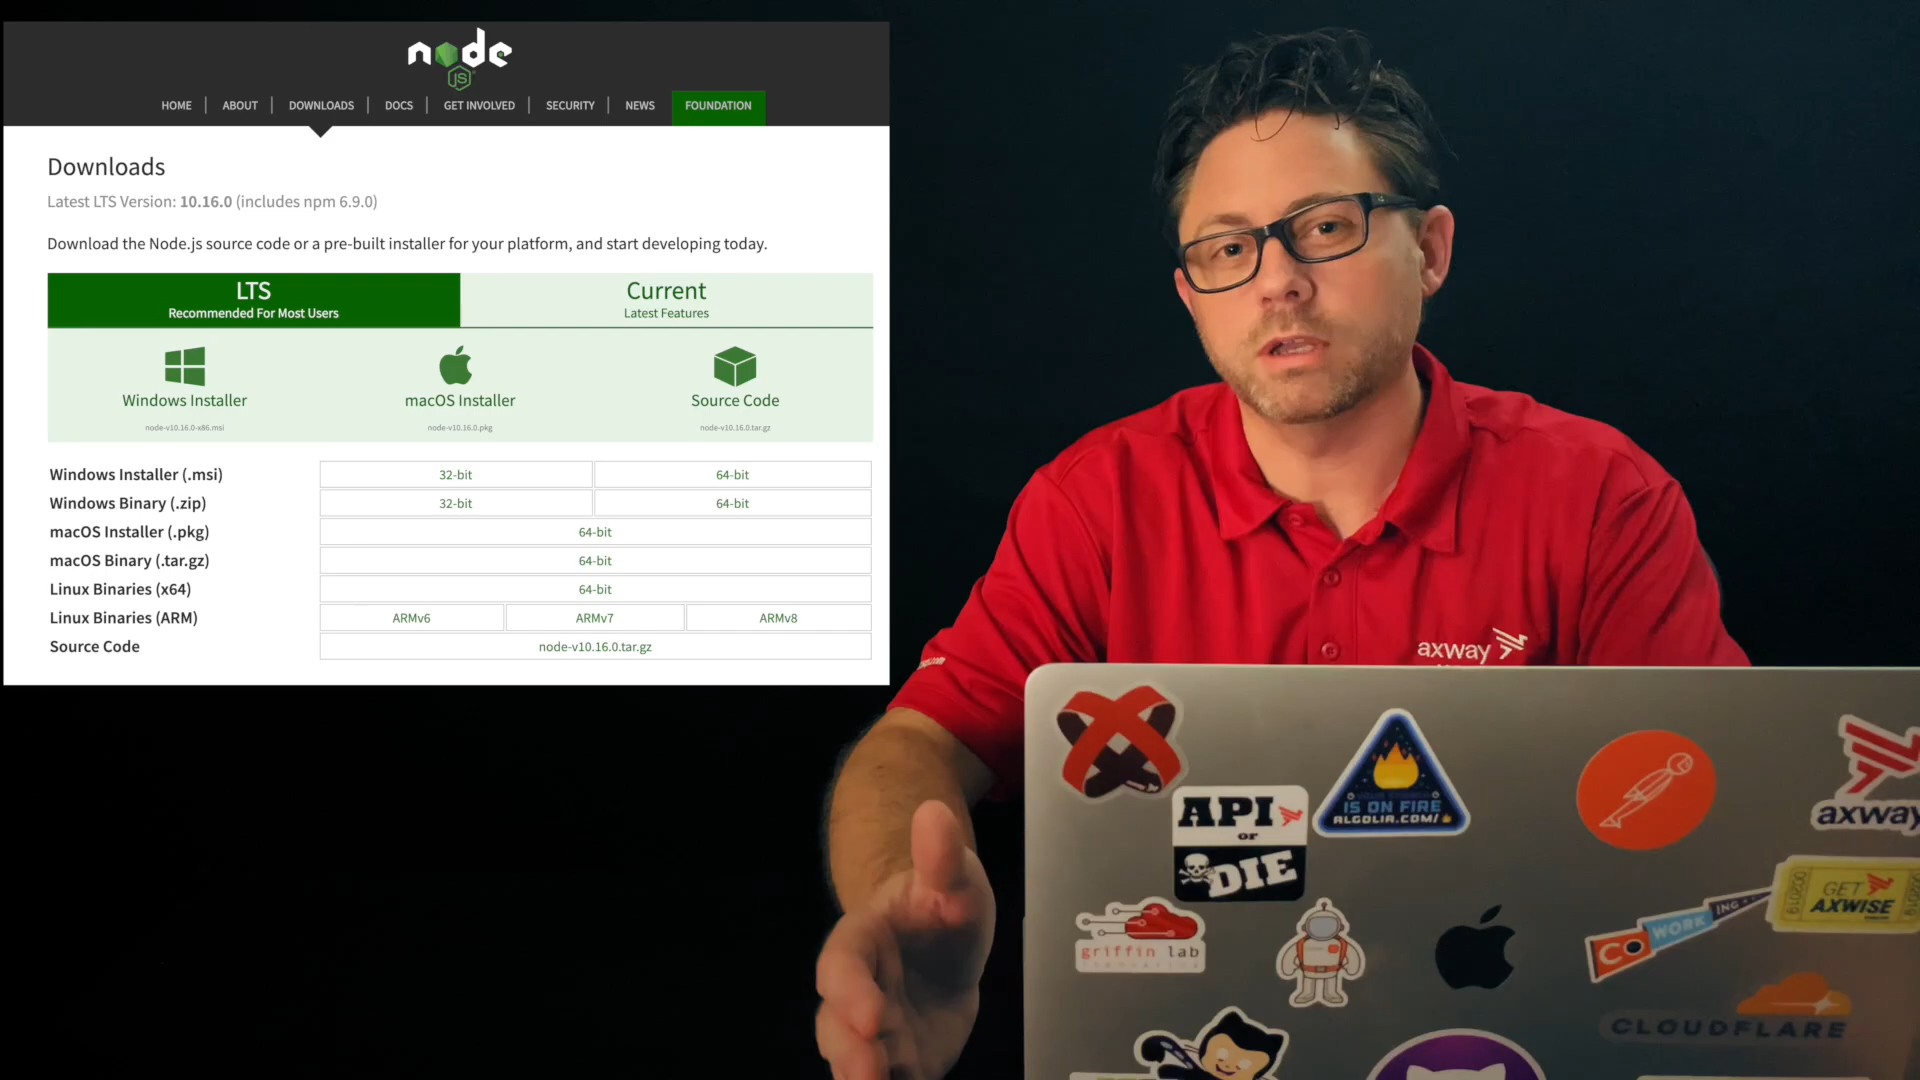 node
JS
HOME
ABOUT
DOWNLOADS
DOCS
GET INVOLVED
SECURITY
NEWS
FOUNDATION
Downloads
Latest LTS Version: 10.16.0 (includes npm 6.9.0)
Download the Node.js source code or a pre-built installer for your platform, and start developing today.
LTS
Recommended For Most Users
Current
Latest Features
Windows Installer
node-v10.16.0-x86.msi
macOS Installer
node-v10.16.0.pkg
Source Code
node-v10.16.0.tar.gz
Windows Installer (.msi) 32-bit 64-bit
Windows Binary (.zip) 32-bit 64-bit
macOS Installer (.pkg) 64-bit
macOS Binary (.tar.gz) 64-bit
Linux Binaries (x64) 64-bit
Linux Binaries (ARM) ARMv6 ARMv7 ARMv8
Source Code node-v10.16.0.tar.gz
axway
API
or
DIE
IS ON FIRE
ALGOLIA.COM/
axway
GET
AXWISE
CO WORK ING
griffin lab
CLOUDFLARE